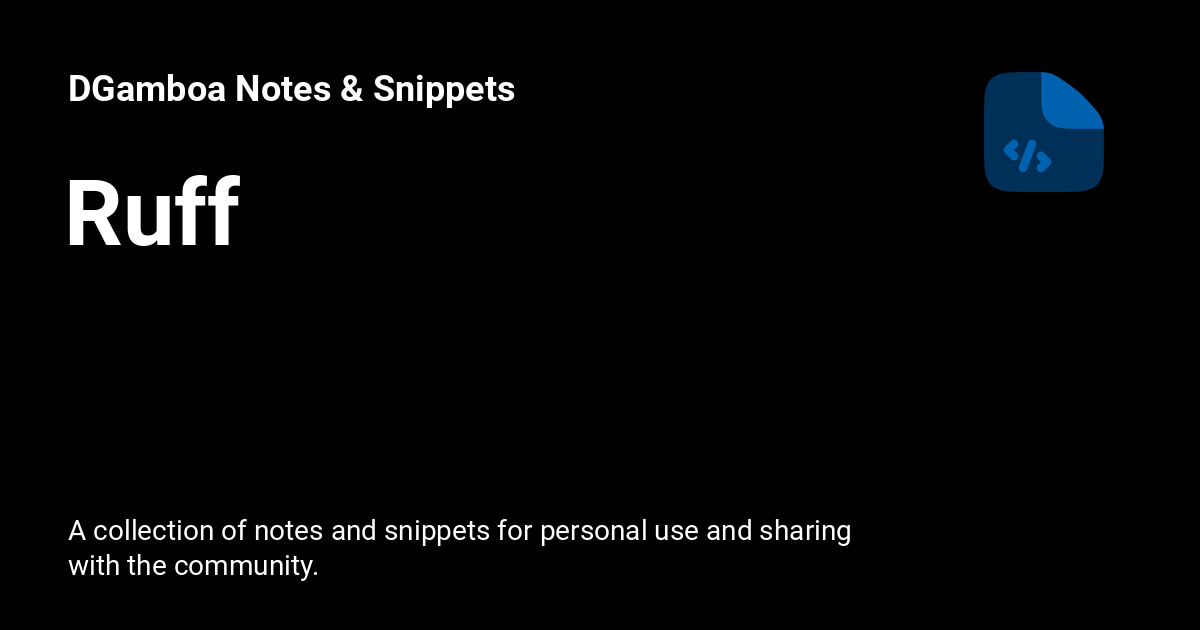 DGamboa Notes & Snippets
Ruff
A collection of notes and snippets for personal use and sharing
with the community.